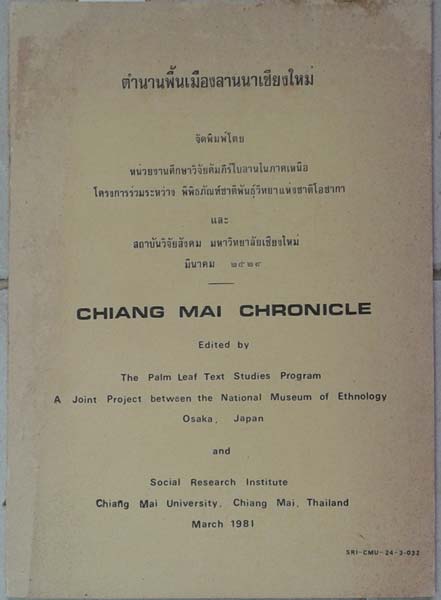 ตำนานพื้นเมืองลานนาเชียงใหม่
จัดพิมพ์โดย
หน่วยงานศึกษาวิจัยคัมภีร์ใบลานในภาคเหนือ
โครงการร่วมระหว่าง พิพิธภัณฑ์ชาติพันธุ์วิทยาแห่งชาติโอซากา
และ
สถาบันวิจัยสังคม มหาวิทยาลัยเชียงใหม่
มีนาคม ๒๕๒๔
CHIANG MAI CHRONICLE
Edited by
The Palm Leaf Text Studies Program
A Joint Project between the National Museum of Ethnology
Osaka, Japan
and
Social Research Institute
Chiang Mai University, Chiang Mai, Thailand
March 1981
SRI-CMU-24-3-032